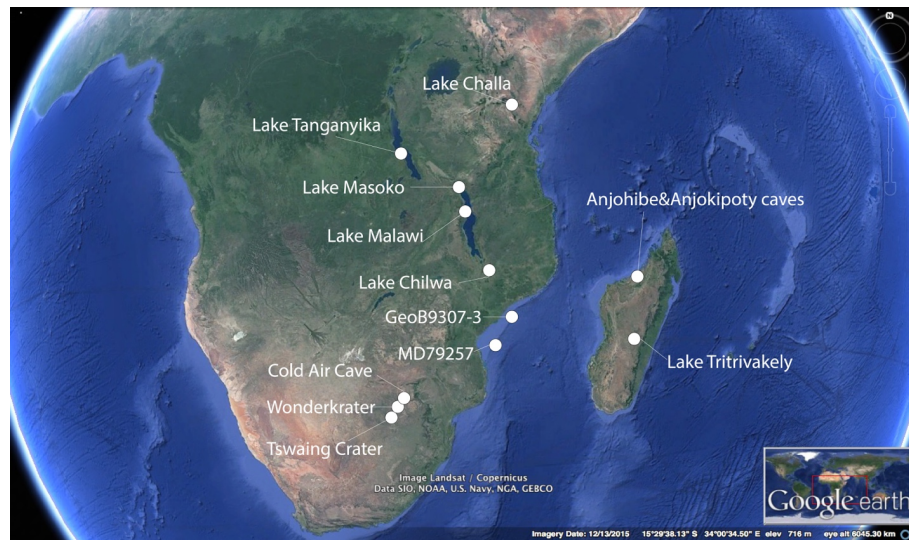 N
Lake Challa
Lake Tanganyika
Lake Masoko
Anjohibe&Anjokipoty caves
Lake Malawi
Lake Chilwa
GeoB9307-3
MD79257
Lake Tritrivakely
Cold Air Cave
Wonderkrater
Tswaing Crater
Image Landsat / Copernicus
Data SIO, NOAA, U.S. Navy, NGA, GEBCO
Google earth
Imagery Date: 12/13/2015 15°29'38.13" S 34°00'34.50" E elev 716 m eye alt 6045.30 km